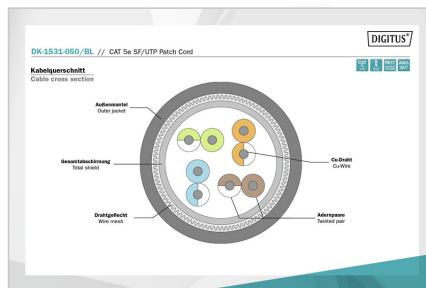 DIGITUS®
DK-1531-050/BL // CAT 5e SF/UTP Patch Cord
Kabelquerschnitt
Cable cross section
Außenmantel
Outer jacket
Gesamtabschirmung
Total shield
Cu-Draht
Cu-Wire
Drahtgeflecht
Wire mesh
Adernpaare
Twisted pair